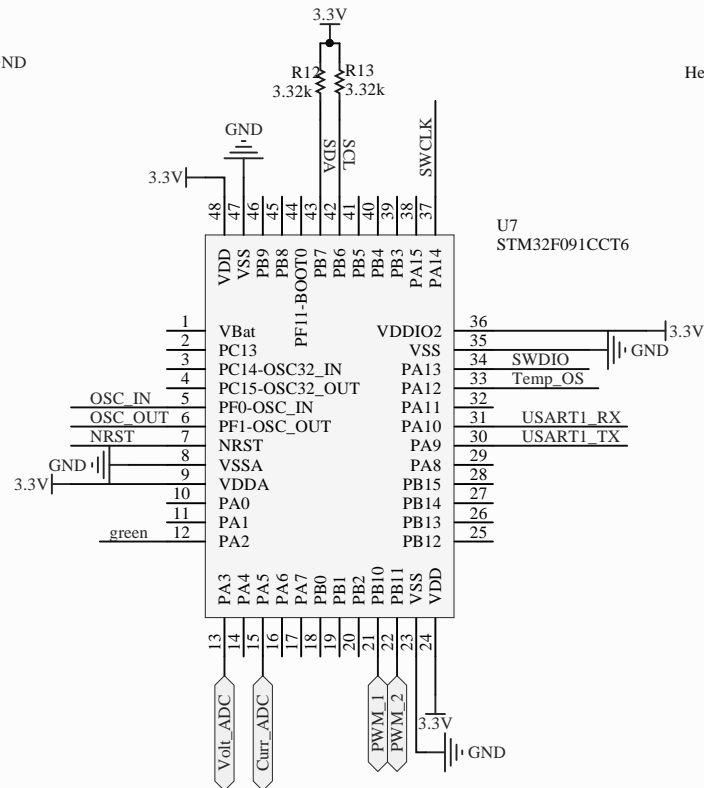 3.3V
ND
He
R12
3.32k
R13
3.32k
GND
SDA
SCL
SWCLK
3.3V
48
47
46
45
44
43
42
41
40
39
38
37
U7
STM32F091CCT6
VDD
VSS
PB9
PB8
PF11-BOOT0
PB7
PB6
PB5
PB4
PB3
PA15
PA14
1 VBat
2 PC13
3 PC14-OSC32_IN
4 PC15-OSC32_OUT
OSC_IN 5 PF0-OSC_IN
OSC_OUT 6 PF1-OSC_OUT
NRST 7 NRST
GND 8 VSSA
3.3V 9 VDDA
10 PA0
11 PA1
green 12 PA2
VDDIO2 36 3.3V
VSS 35 GND
PA13 34 SWDIO
PA12 33 Temp_OS
PA11 32
PA10 31 USART1_RX
PA9 30 USART1_TX
PA8 29
PB15 28
PB14 27
PB13 26
PB12 25
PA3
PA4
PA5
PA6
PA7
PB0
PB1
PB2
PB10
PB11
VSS
VDD
13
14
15
16
17
18
19
20
21
22
23
24
Volt_ADC
Curr_ADC
PWM_1
PWM_2
3.3V
GND